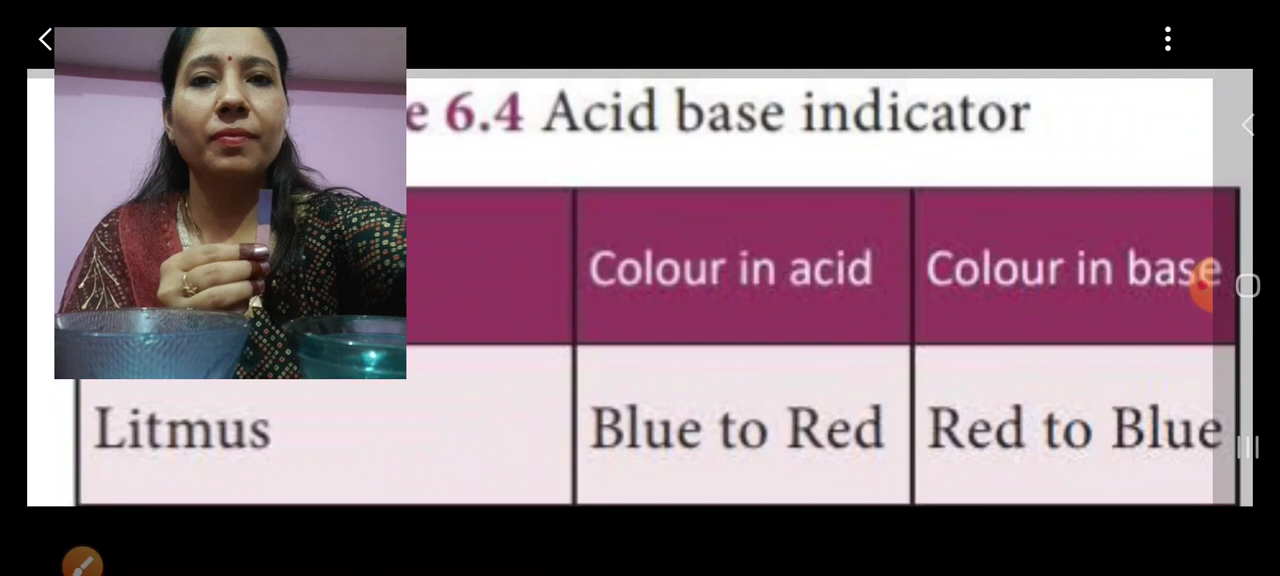 e 6.4 Acid base indicator
Colour in acid Colour in base
Litmus Blue to Red Red to Blue